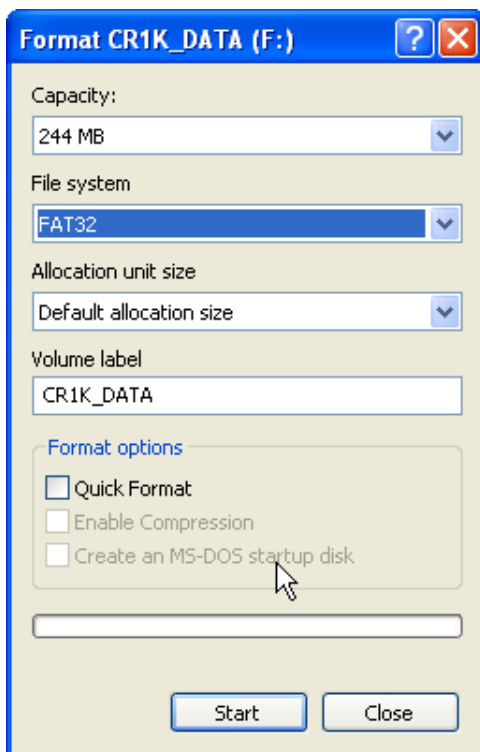 Format CR1K_DATA (F:)
Capacity:
244 MB
File system
FAT32
Allocation unit size
Default allocation size
Volume label
CR1K_DATA
Format options
Quick Format
Enable Compression
Create an MS-DOS startup disk
Start
Close